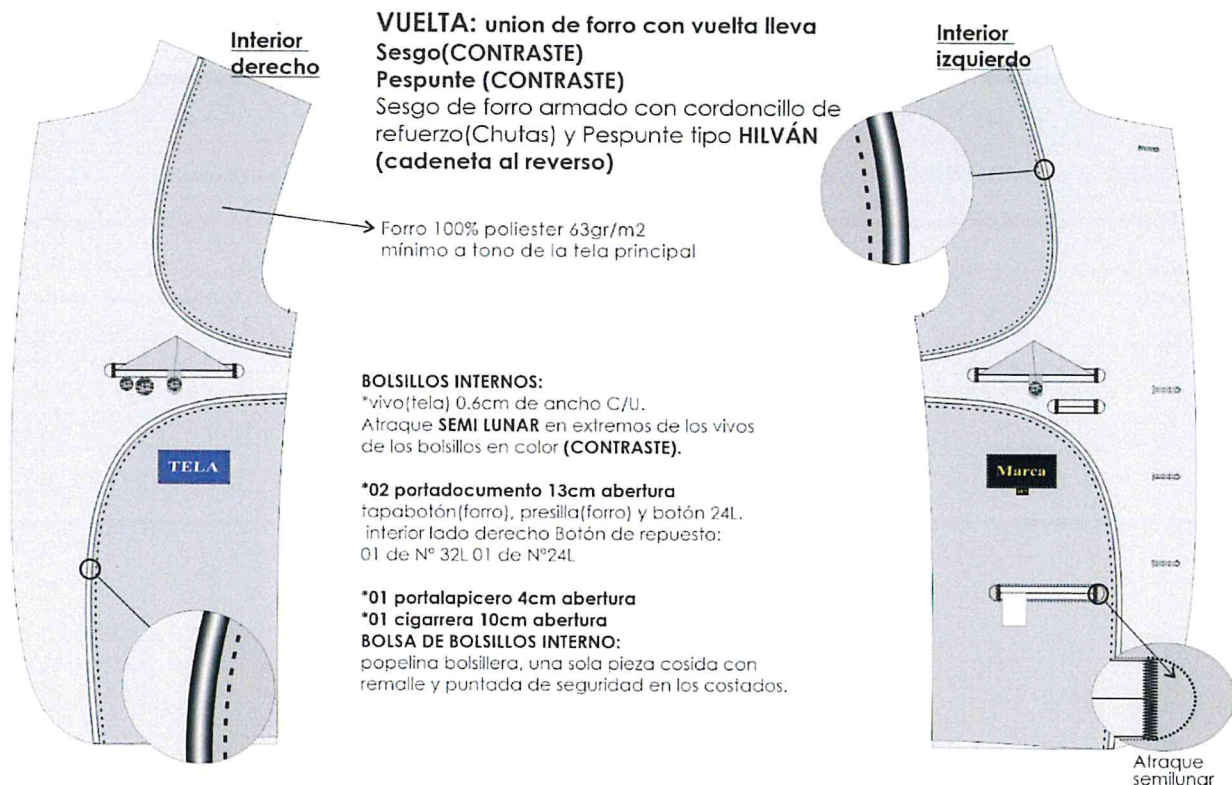 Interior
derecho
VUELTA: union de forro con vuelta lleva
Sesgo(CONTRASTE)
Pespunte (CONTRASTE)
Sesgo de forro armado con cordoncillo de
refuerzo(Chutas) y Pespunte tipo HILVÁN
(cadeneta al reverso)
Interior
izquierdo
Forro 100% poliester 63gr/m2
mínimo a tono de la tela principal
BOLSILLOS INTERNOS:
*vivo(tela) 0.6cm de ancho C/U.
Atraque SEMI LUNAR en extremos de los vivos
de los bolsillos en color (CONTRASTE).
TELA
Marca
*02 portadocumento 13cm abertura
tapabotón(forro), presilla(forro) y botón 24L.
interior lado derecho Botón de repuesto:
01 de Nº 32L 01 de Nº24L
*01 portalapicero 4cm abertura
*01 cigarrera 10cm abertura
BOLSA DE BOLSILLOS INTERNO:
popelina bolsillera, una sola pieza cosida con
remalle y puntada de seguridad en los costados.
Atraque
semilunar